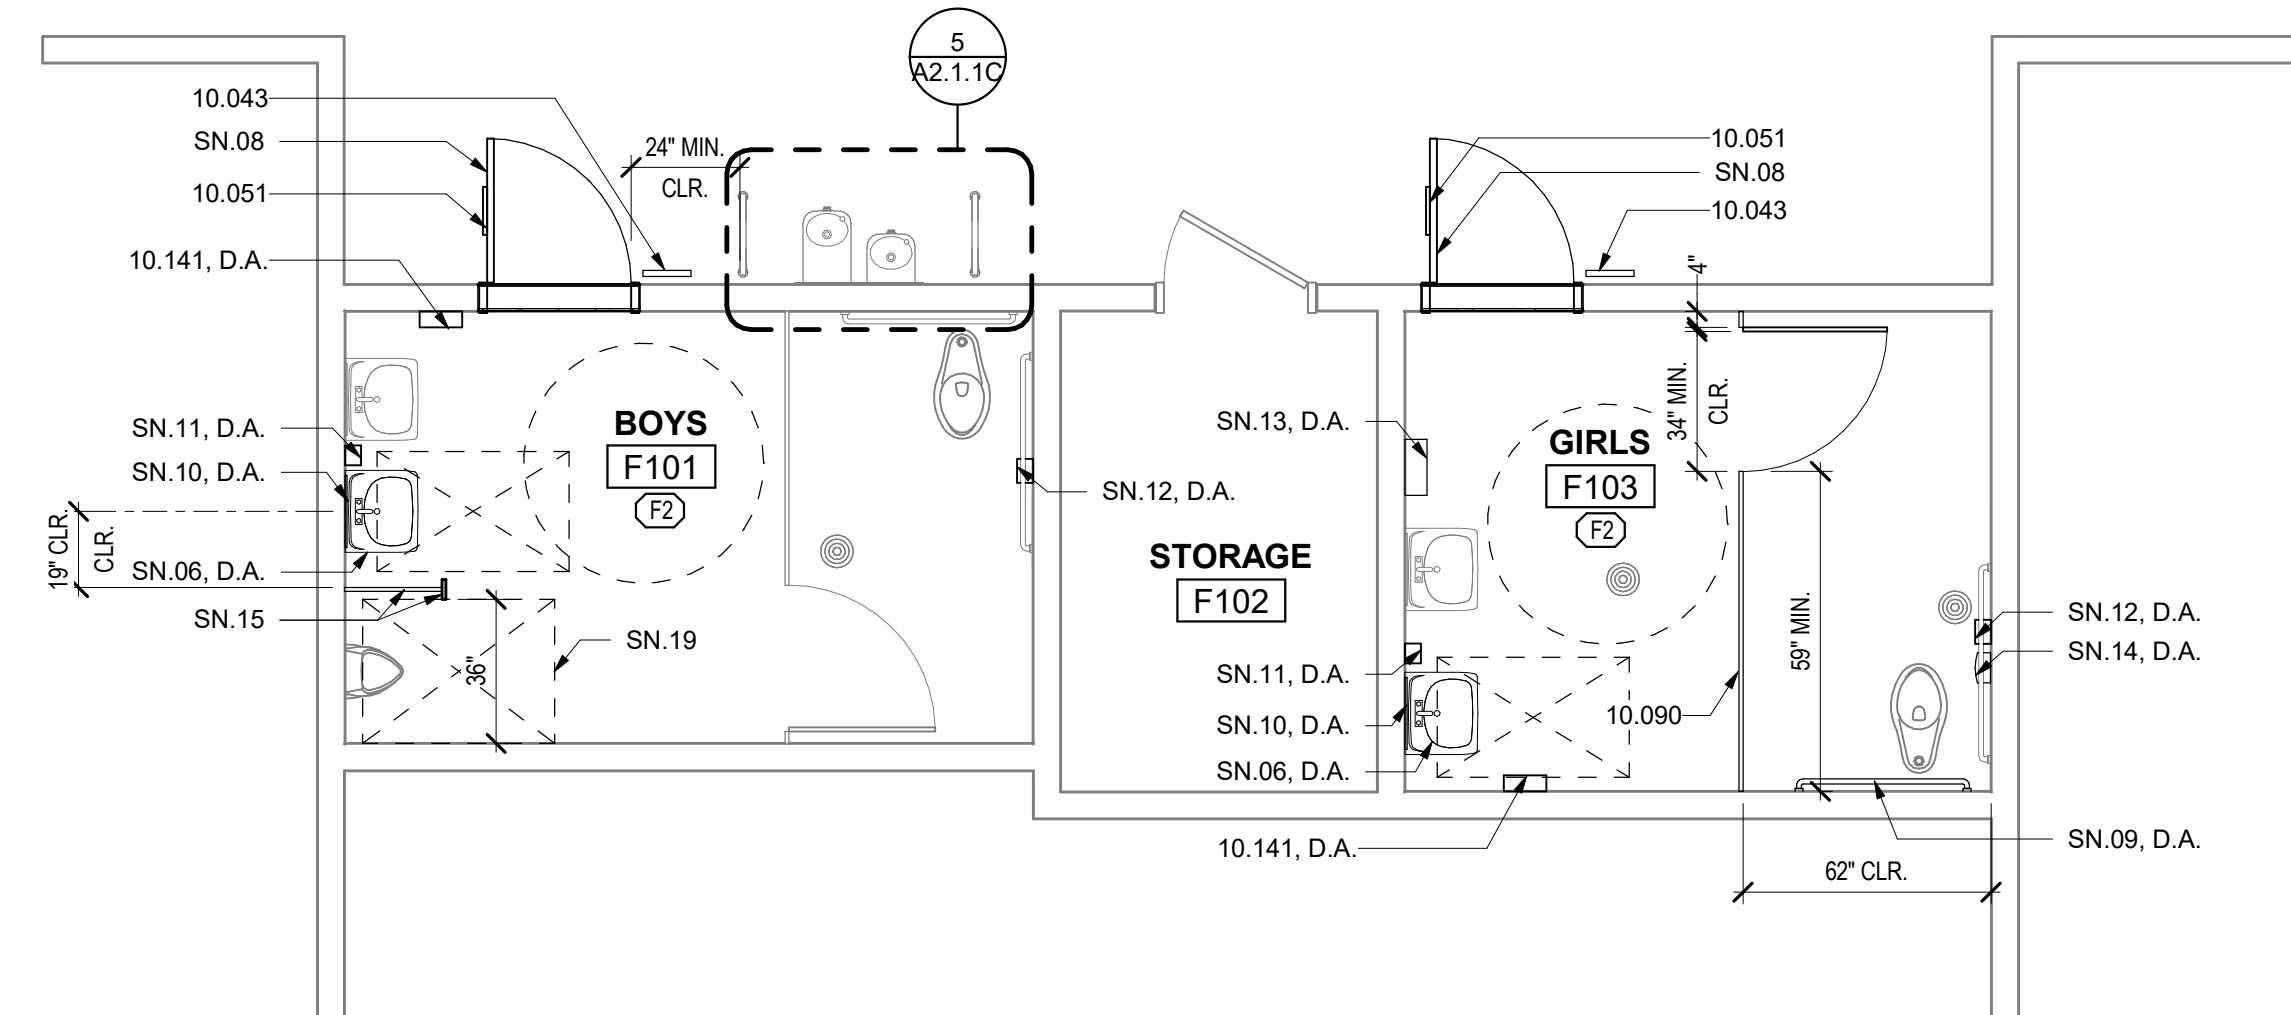 5
A2.1.1C
10.043
SN.08
10.051
10.141, D.A.
24" MIN.
CLR.
SN.11, D.A.
SN.10, D.A.
19" CLR.
CLR.
SN.06, D.A.
SN.15
BOYS
F101
F2
SN.19
36"
SN.12, D.A.
STORAGE
F102
10.051
SN.08
10.043
4"
34" MIN.
CLR.
SN.13, D.A.
GIRLS
F103
F2
SN.11, D.A.
SN.10, D.A.
SN.06, D.A.
10.141, D.A.
10.090
59" MIN.
SN.12, D.A.
SN.14, D.A.
SN.09, D.A.
62" CLR.